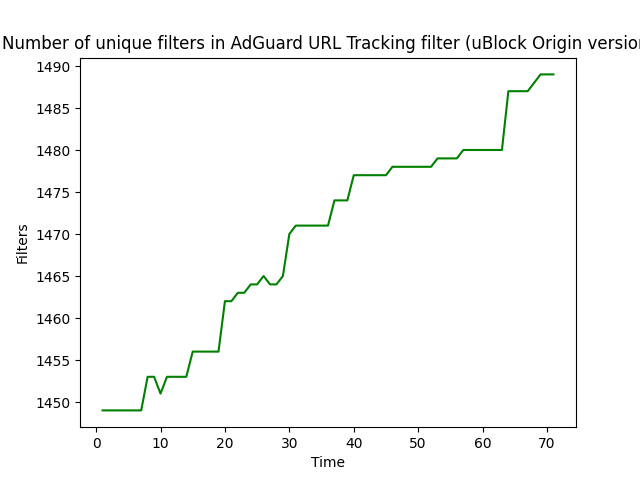 Number of unique filters in AdGuard URL Tracking filter (uBlock Origin version
1490
1485
1480
1475
1470
1465
1460
1455
1450
Filters
0 10 20 30 40 50 60 70
Time